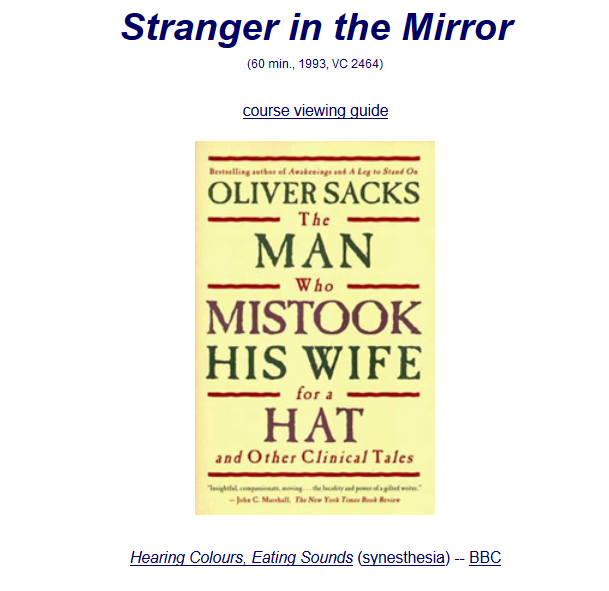 Stranger in the Mirror
(60 min., 1993, VC 2464)
course viewing guide
Bestselling author of Awakenings and A Leg to Stand On
OLIVER SACKS
The
MAN
Who
MISTOOK
HIS WIFE
for a
HAT
and Other Clinical Tales
"Insightful, compassionate, moving . . . the lucidity and power of a gifted writer."
— John C. Marshall, The New York Times Book Review
Hearing Colours, Eating Sounds (synesthesia) -- BBC